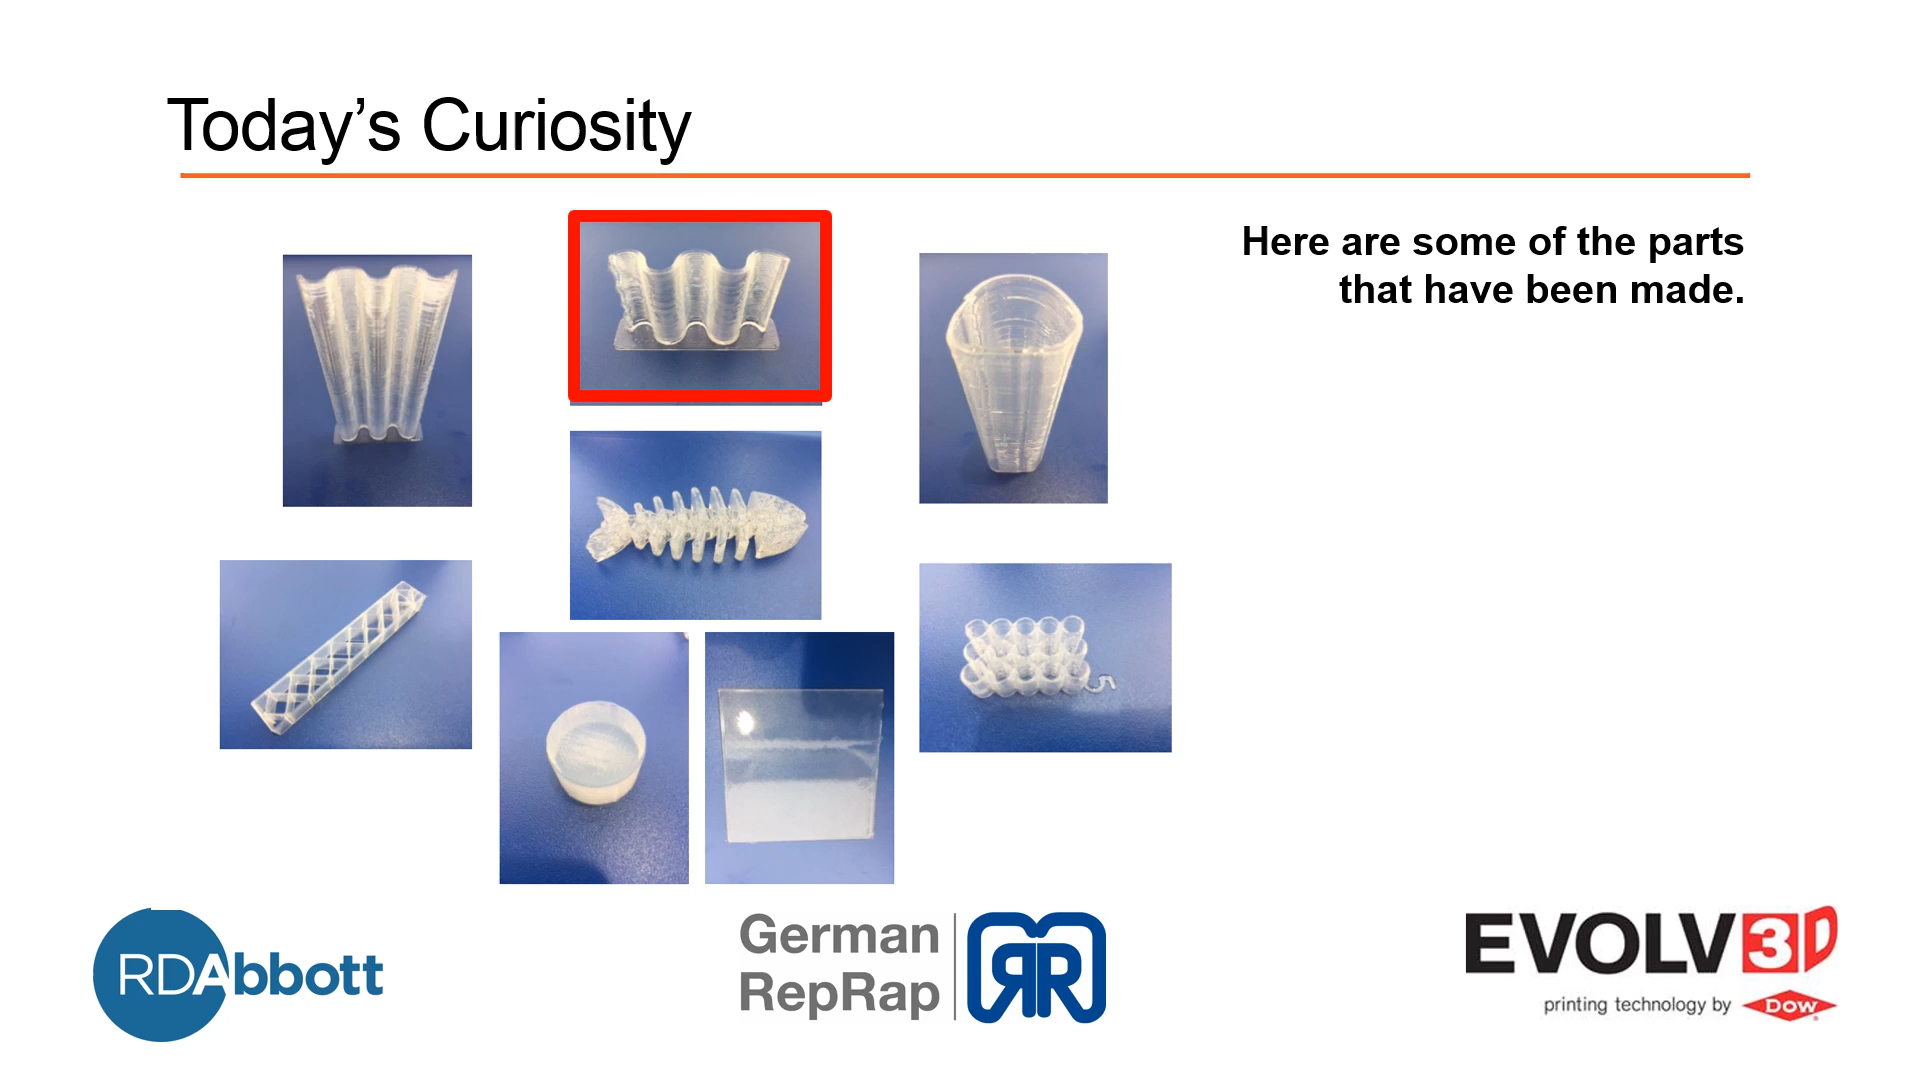 Today’s Curiosity
Here are some of the parts
that have been made.
RDAbbott
German
RepRap
RR
EVOLV3D
printing technology by DOW